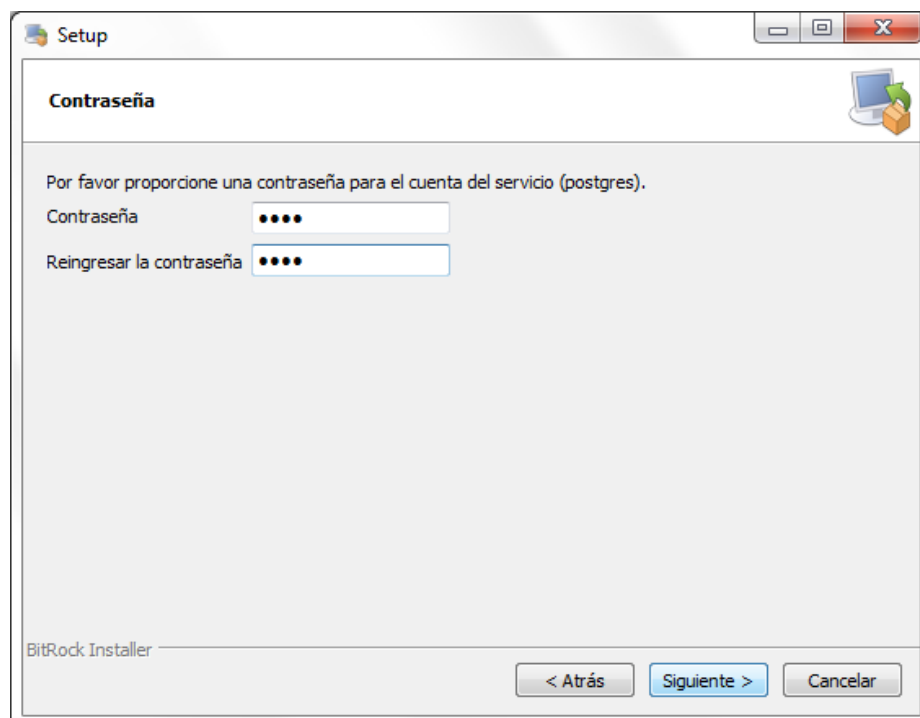 Setup
Contraseña
Por favor proporcione una contraseña para el cuenta del servicio (postgres).
Contraseña ••••
Reingresar la contraseña ••••
BitRock Installer
< Atrás Siguiente > Cancelar